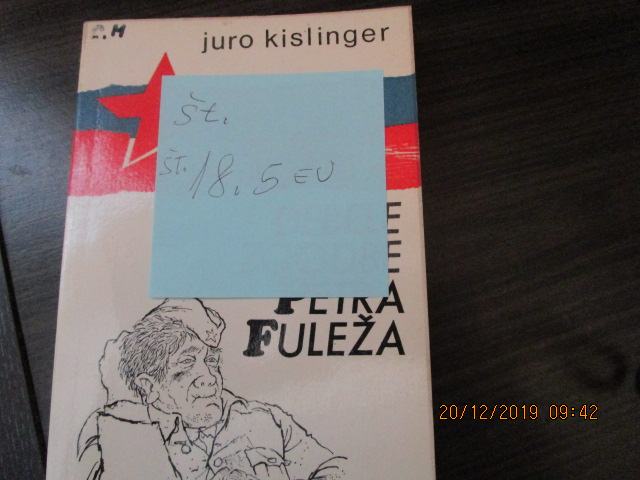 juro kislinger
Št.
ŠT. 18.5 EU
PETRA
FULEŽA
20/12/2019 09:42